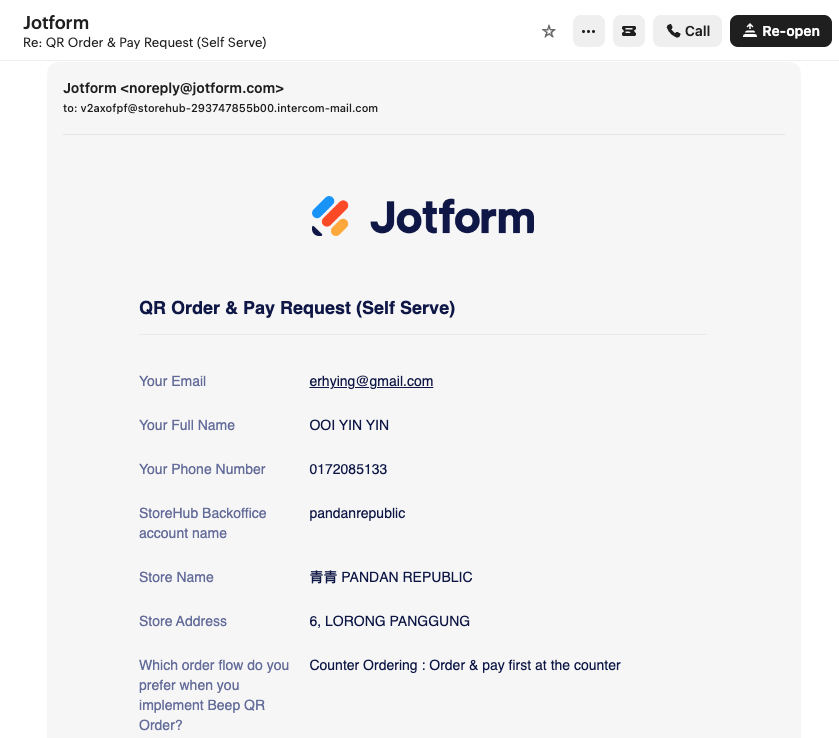 Jotform
Re: QR Order & Pay Request (Self Serve)
Call
Re-open
Jotform <noreply@jotform.com>
to: v2axofpf@storehub-293747855b00.intercom-mail.com
Jotform
QR Order & Pay Request (Self Serve)
Your Email
erhying@gmail.com
Your Full Name
OOI YIN YIN
Your Phone Number
0172085133
StoreHub Backoffice
account name
pandanrepublic
Store Name
青青 PANDAN REPUBLIC
Store Address
6, LORONG PANGGUNG
Which order flow do you
prefer when you
implement Beep QR
Order?
Counter Ordering : Order & pay first at the counter